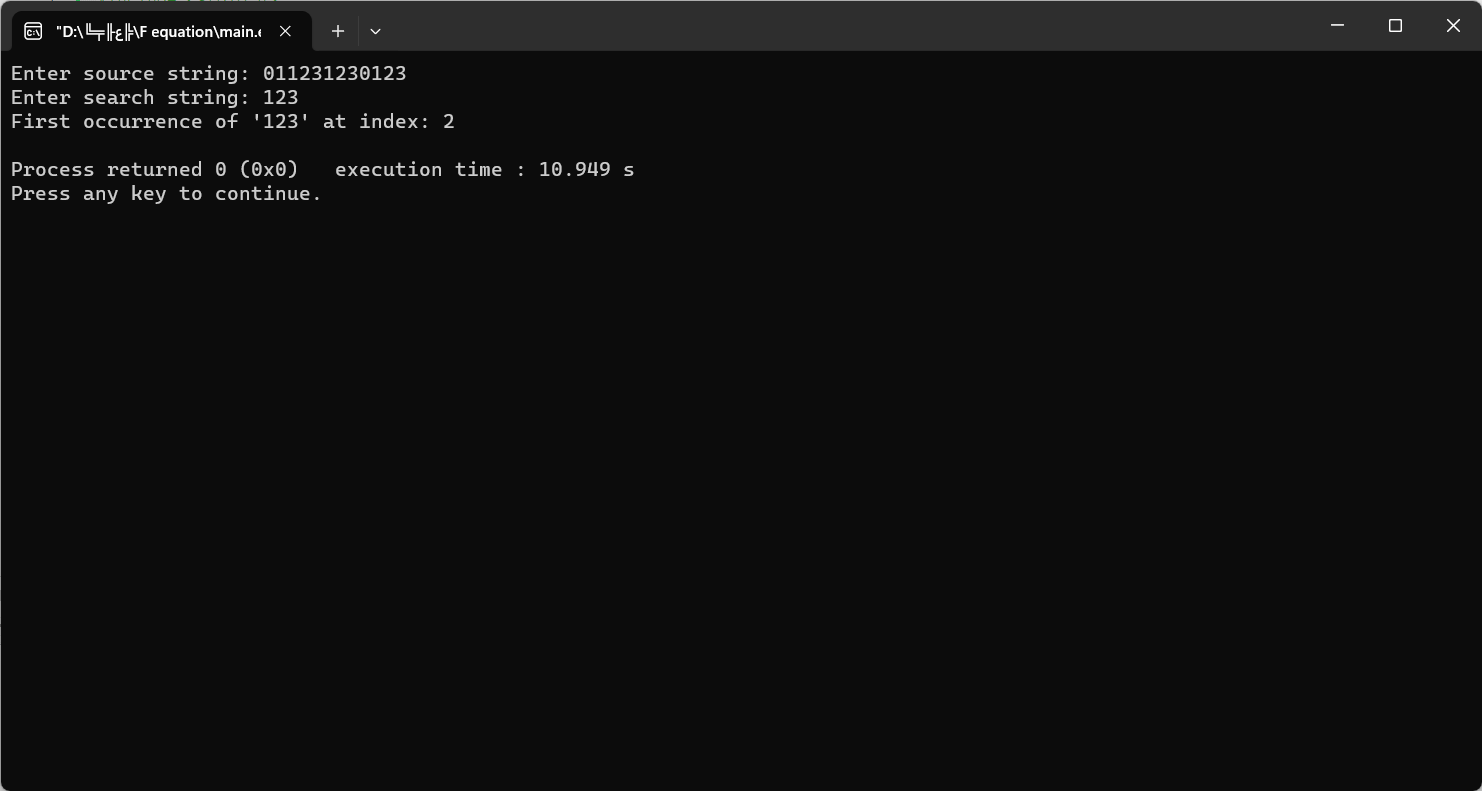 "D:\╚╤╟ع╠\F equation\main.e
Enter source string: 011231230123
Enter search string: 123
First occurrence of '123' at index: 2
Process returned 0 (0x0)   execution time : 10.949 s
Press any key to continue.